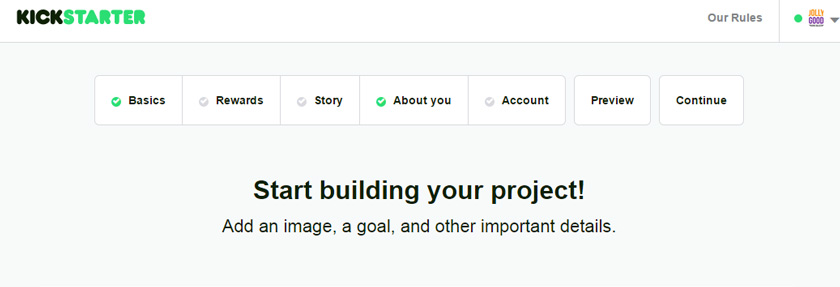 KICKSTARTER
Our Rules
JOLLY
GOOD
Basics
Rewards
Story
About you
Account
Preview
Continue
Start building your project!
Add an image, a goal, and other important details.